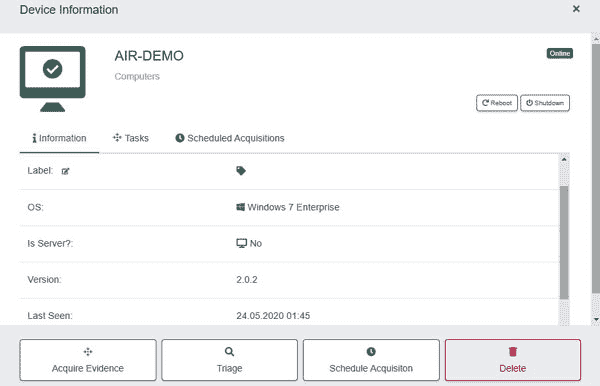 Device Information
×
AIR-DEMO
Online
Computers
Reboot
Shutdown
Information
Tasks
Scheduled Acquisitions
Label:
OS:
Windows 7 Enterprise
Is Server?:
No
Version:
2.0.2
Last Seen:
24.05.2020 01:45
Acquire Evidence
Triage
Schedule Acquisiton
Delete